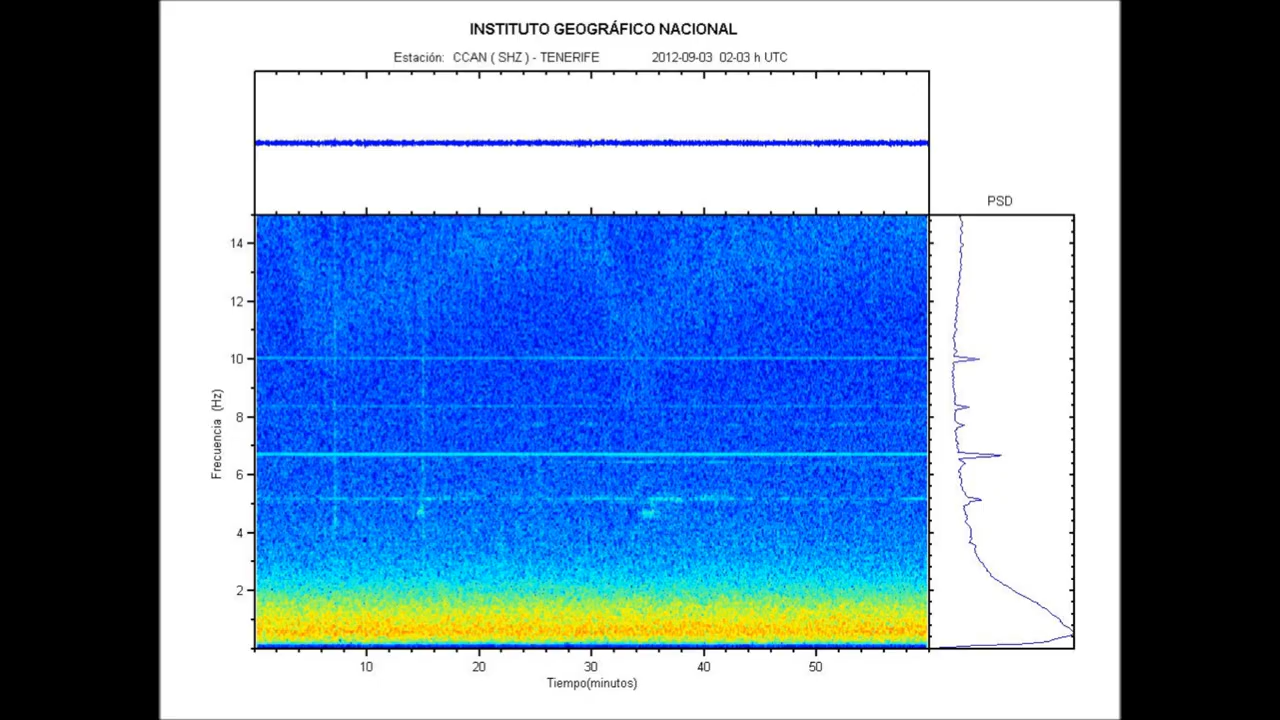 INSTITUTO GEOGRÁFICO NACIONAL
Estación: CCAN ( SHZ ) - TENERIFE 2012-09-03 02-03 h UTC
PSD
14
12
10
8
6
4
2
Frecuencia (Hz)
10 20 30 40 50
Tiempo(minutos)